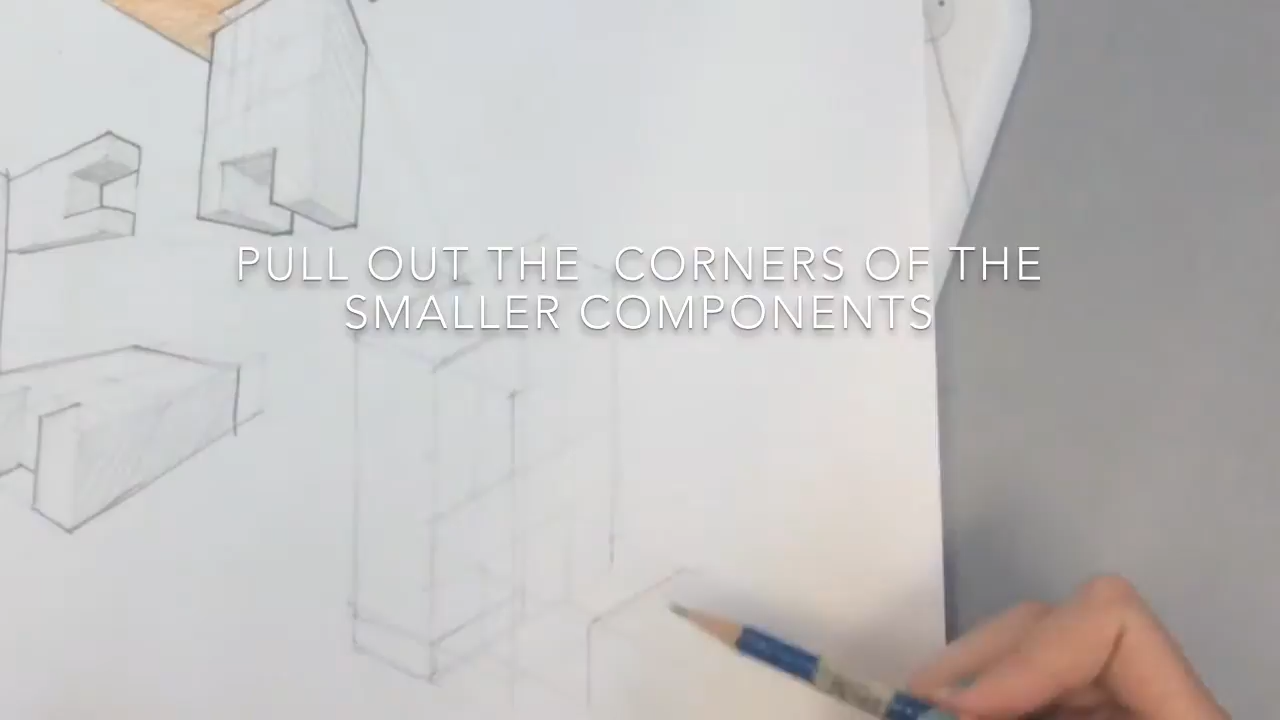 PULL OUT THE CORNERS OF THE
SMALLER COMPONENTS